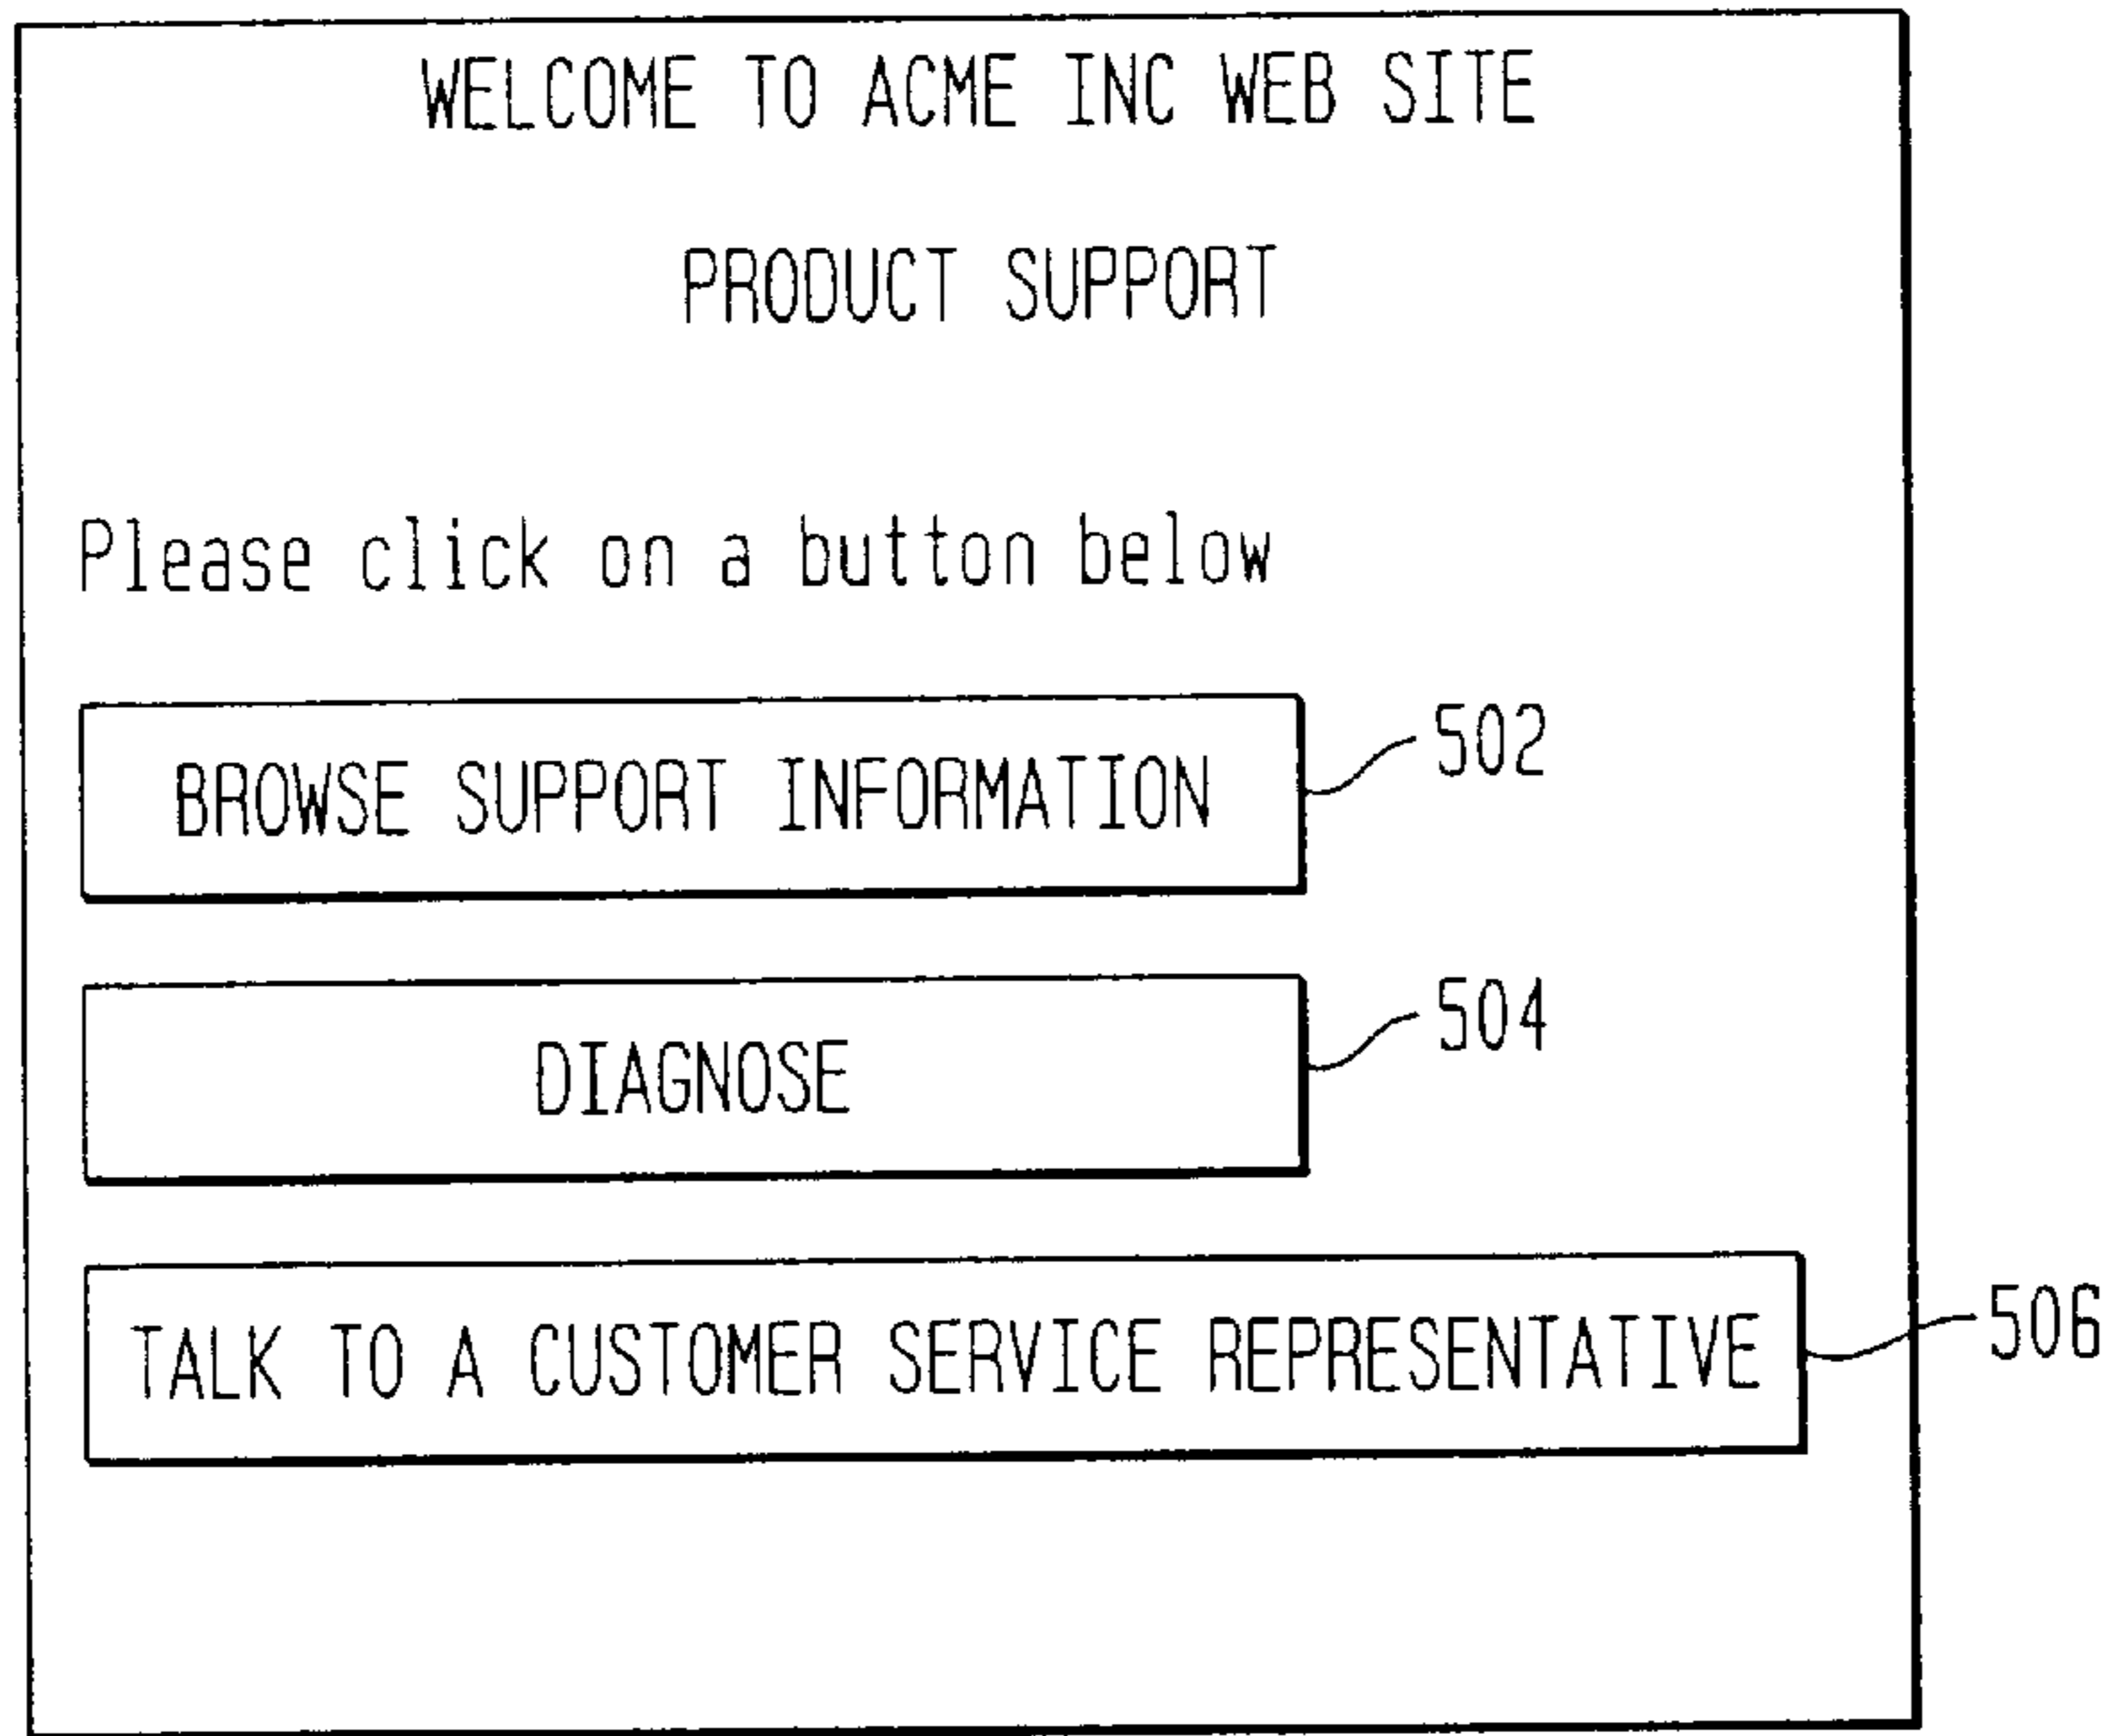 WELCOME TO ACME INC WEB SITE
PRODUCT SUPPORT
Please click on a button below
BROWSE SUPPORT INFORMATION
502
DIAGNOSE
504
TALK TO A CUSTOMER SERVICE REPRESENTATIVE
506